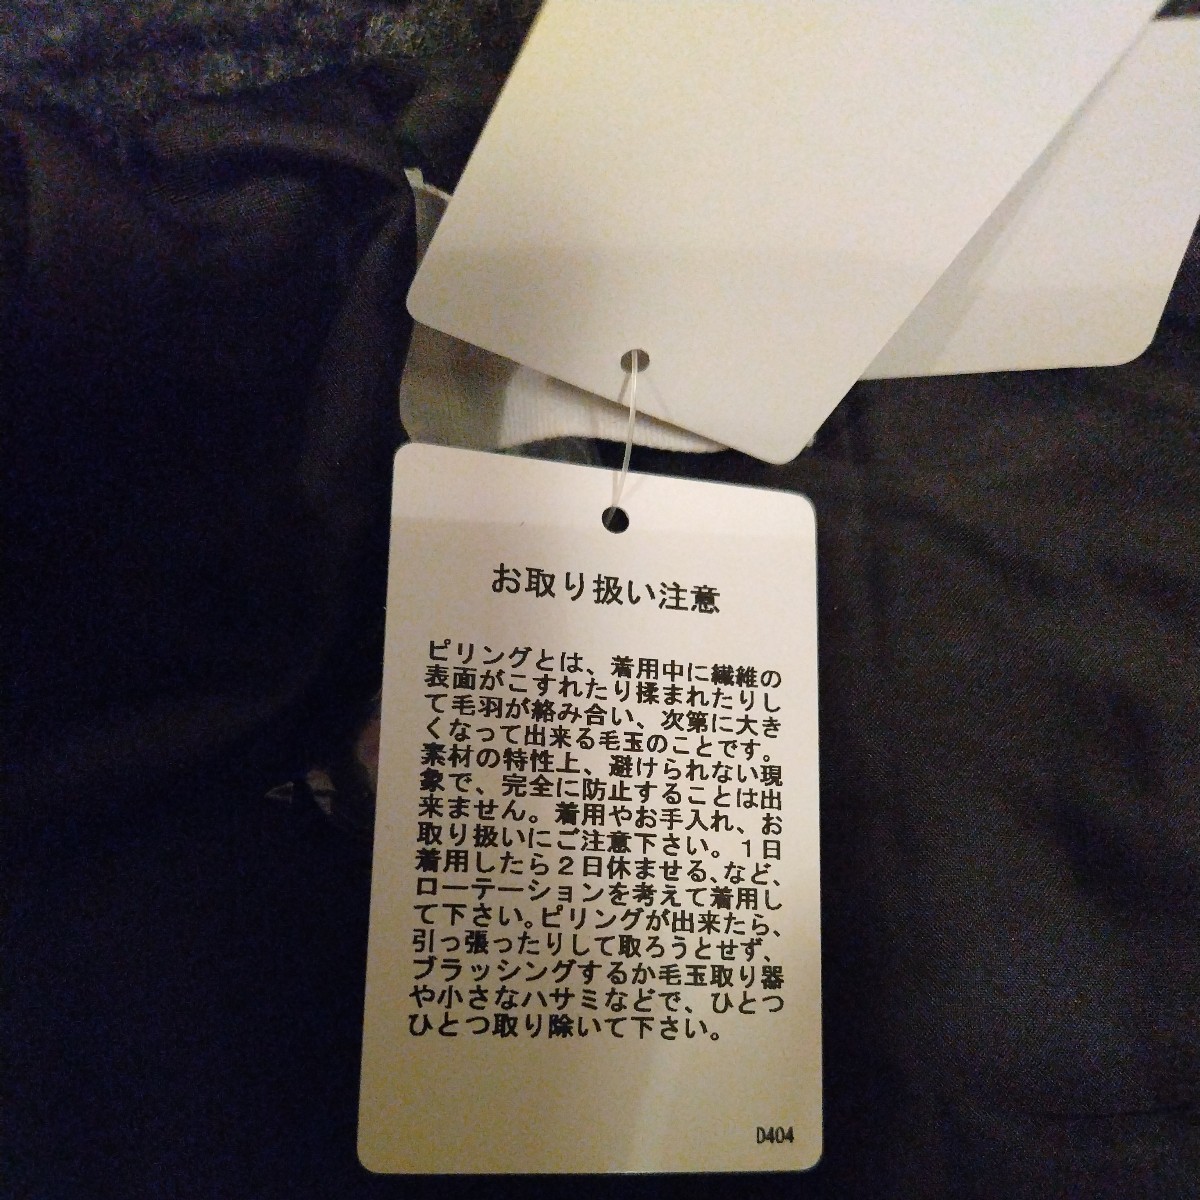 お取り扱い注意
ピリングとは、着用中に繊維の
表面がこすれたり揉まれたりし
て毛羽が絡み合い、次第に大き
くなって出来る毛玉のことです。
素材の特性上、避けられない現
象で、完全に防止することは出
来ません。着用やお手入れ、お
取り扱いにご注意下さい。1日
着用したら2日休ませる、など、
ローテーションを考えて着用し
て下さい。ピリングが出来たら、
引っ張ったりして取ろうとせず、
ブラッシングするか毛玉取り器
や小さなハサミなどで、ひとつ
ひとつ取り除いて下さい。
D404